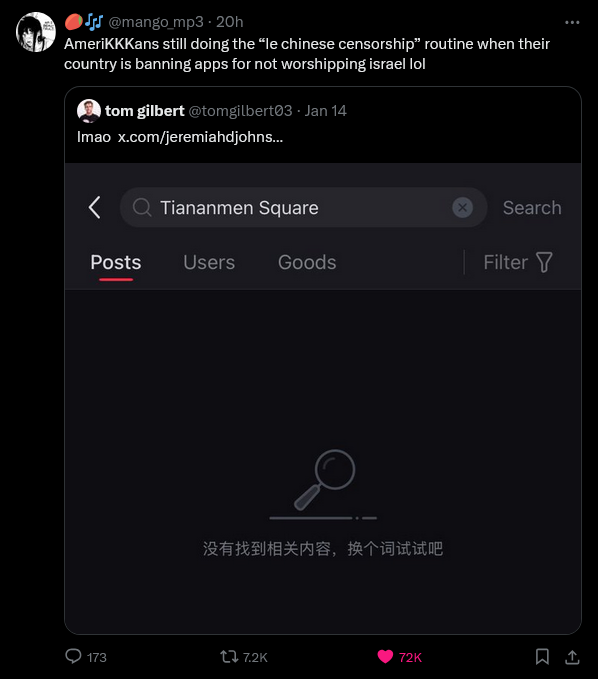 @mango_mp3 · 20h
AmeriKKKans still doing the “le chinese censorship” routine when their
country is banning apps for not worshipping israel lol
tom gilbert @tomgilbert03 · Jan 14
lmao x.com/jeremiahdjohns...
Tiananmen Square Search
Posts Users Goods Filter
没有找到相关内容，换个词试试吧
173 7.2K 72K